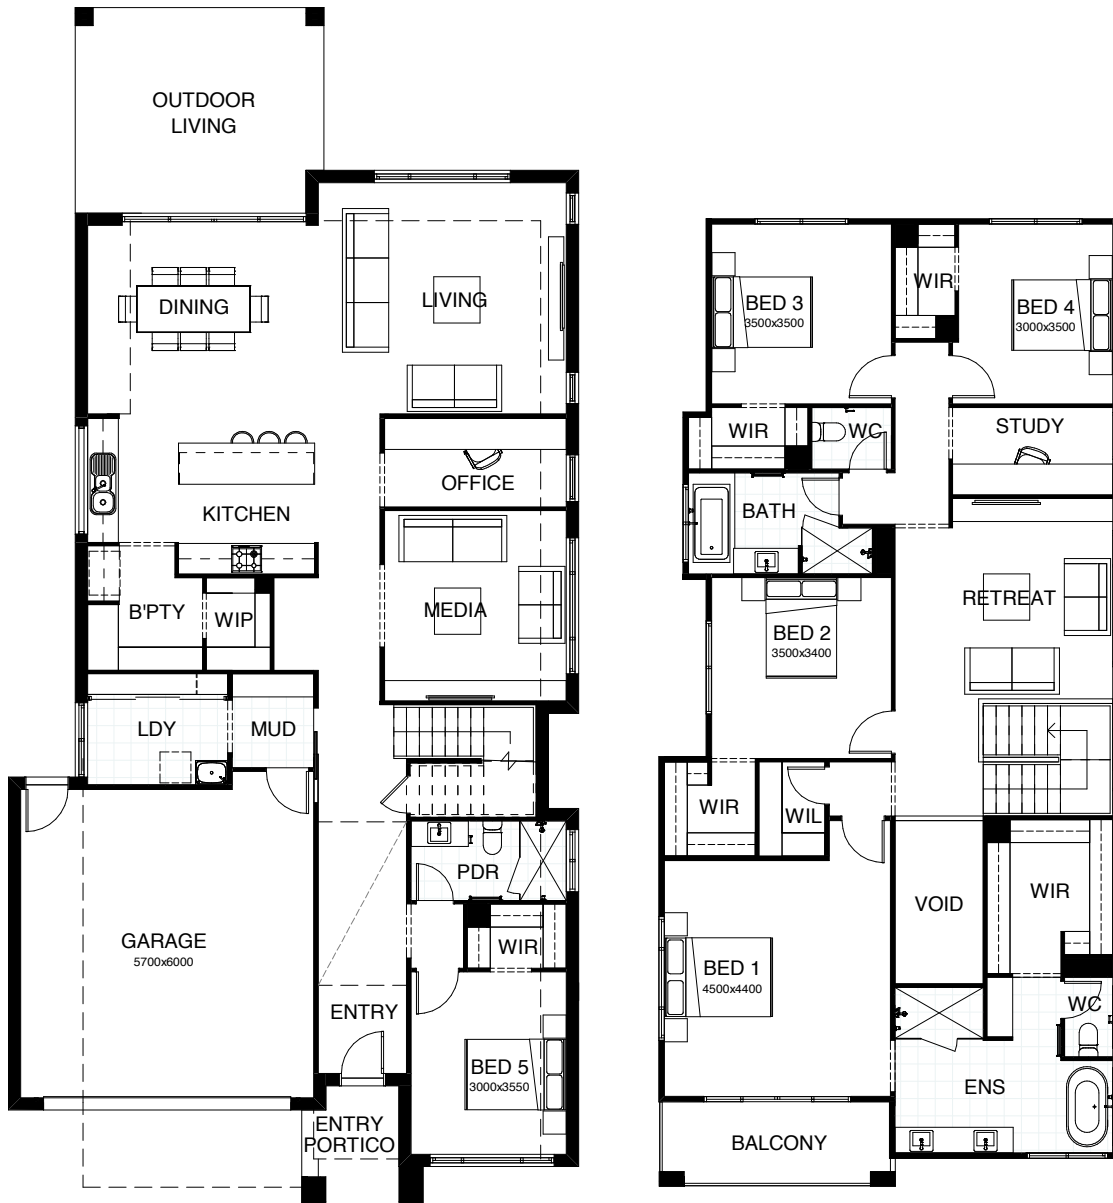 OUTDOOR
LIVING
DINING
LIVING
OFFICE
KITCHEN
B'PTY
WIP
MEDIA
LDY
MUD
PDR
GARAGE
5700x6000
WIR
ENTRY
BED 5
3000x3550
ENTRY
PORTICO
BED 3
3500x3500
WIR
BED 4
3000x3500
WIR
WC
STUDY
BATH
RETREAT
BED 2
3500x3400
WIR
WIL
VOID
WIR
BED 1
4500x4400
WC
ENS
BALCONY